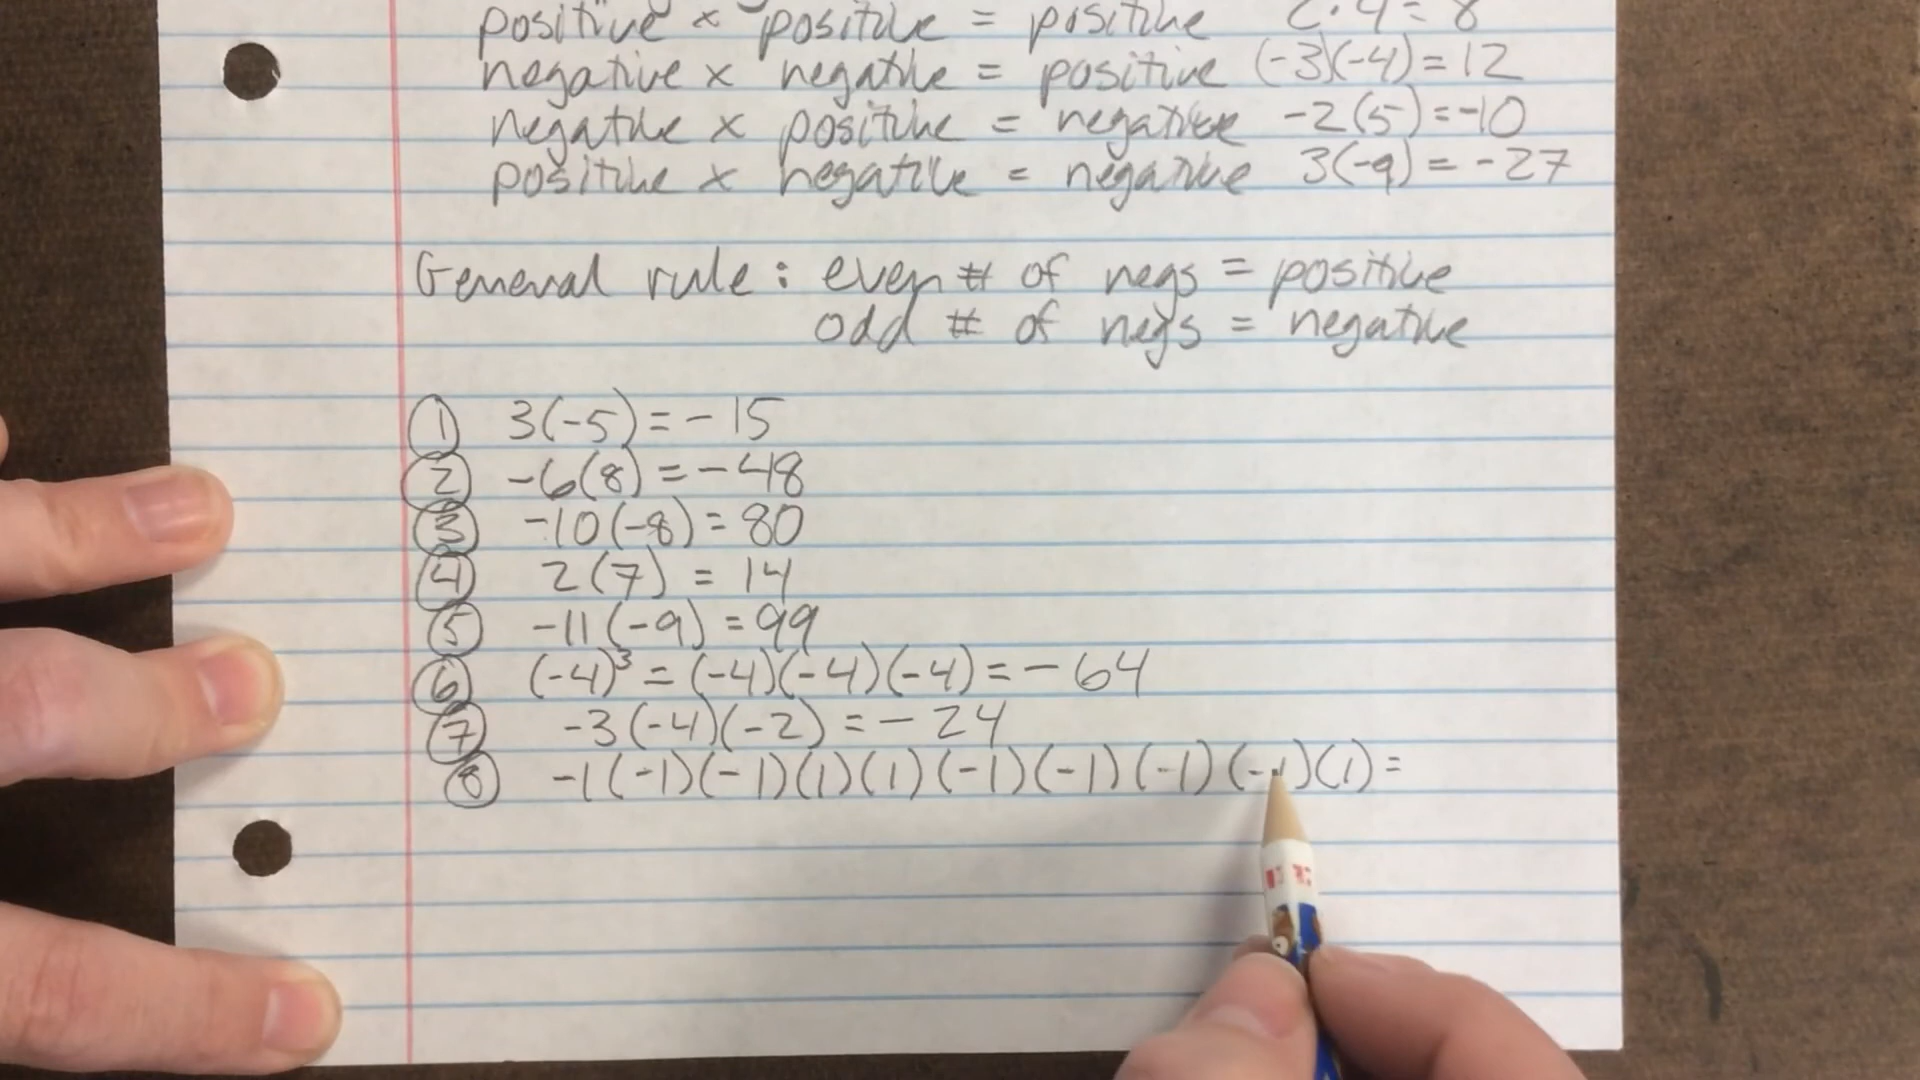 positive x positive = positive 2·4=8
negative x negative = positive (-3)(-4)=12
negative x positive = negative -2(5)=-10
positive x negative = negative 3(-9)=-27
General rule: even # of negs = positive
odd # of negs = negative
① 3(-5)=-15
② -6(8)=-48
③ -10(-8)=80
④ 2(7)=14
⑤ -11(-9)=99
⑥ (-4)³=(-4)(-4)(-4)=-64
⑦ -3(-4)(-2)=-24
⑧ -1(-1)(-1)(1)(1)(-1)(-1)(-1)(-1)(1)=